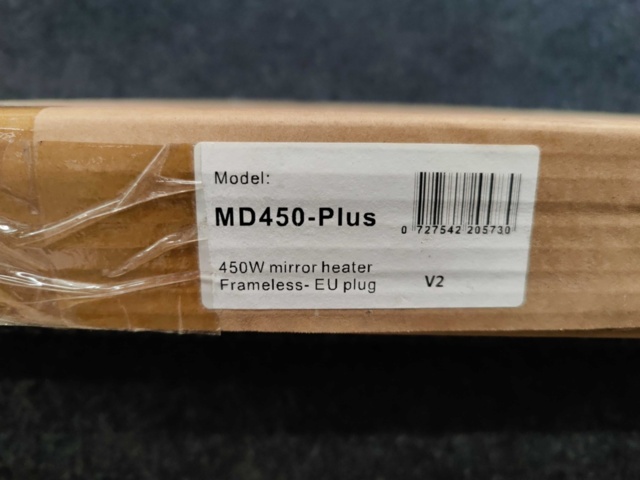 Model:
MD450-Plus
0 727542 205730
450W mirror heater
Frameless- EU plug
V2